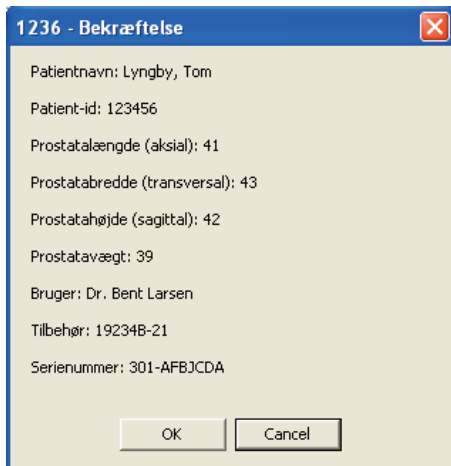 1236 - Bekræftelse
Patientnavn: Lyngby, Tom
Patient-id: 123456
Prostatalængde (aksial): 41
Prostatabredde (transversal): 43
Prostatahøjde (sagittal): 42
Prostatavægt: 39
Bruger: Dr. Bent Larsen
Tilbehør: 19234B-21
Serienummer: 301-AFBJCDA
OK Cancel